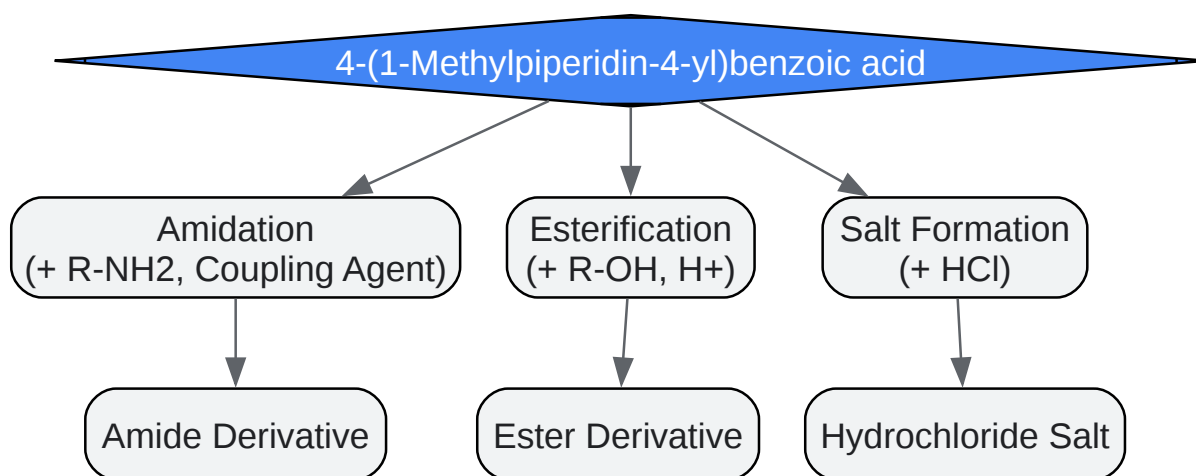 4-(1-Methylpiperidin-4-yl)benzoic acid
Amidation
(+ R-NH2, Coupling Agent)
Esterification
(+ R-OH, H+)
Salt Formation
(+ HCl)
Amide Derivative
Ester Derivative
Hydrochloride Salt